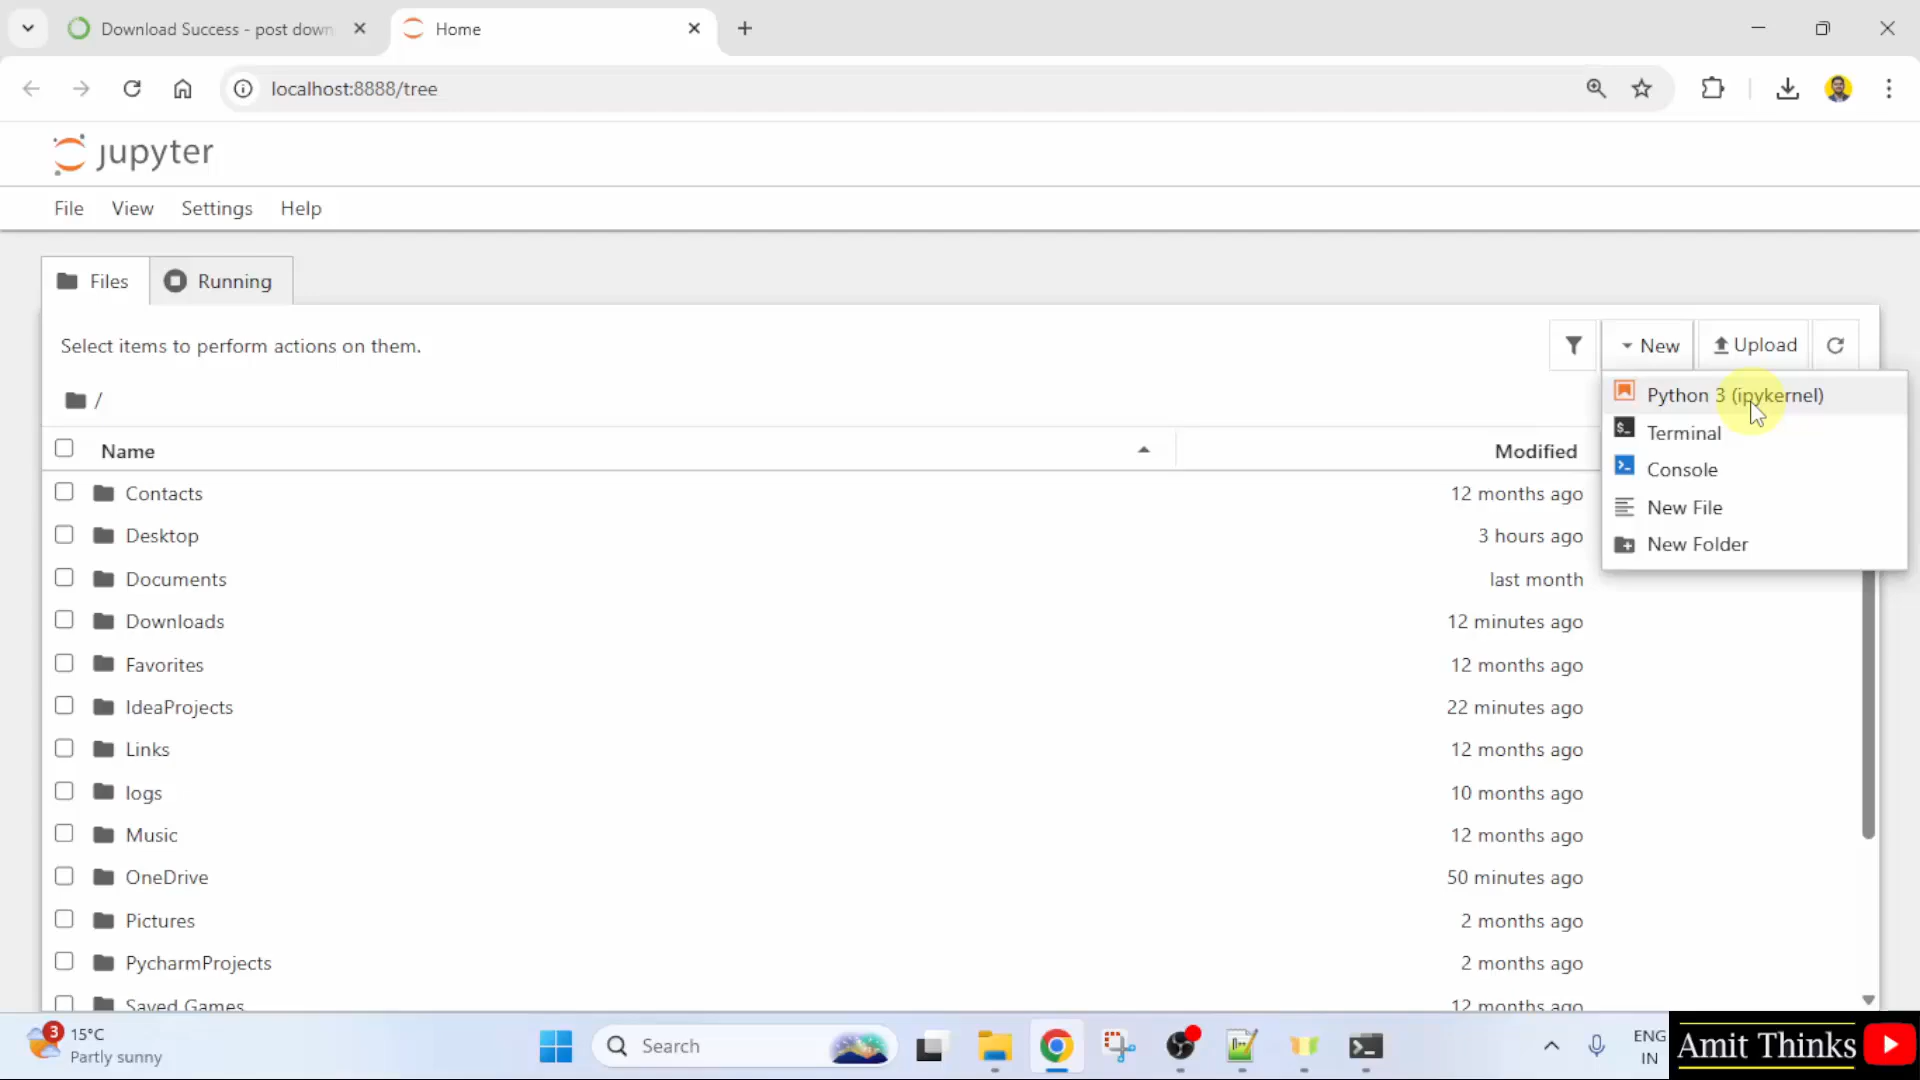 Download Success - post down
Home
localhost:8888/tree
jupyter
File View Settings Help
Files
Running
Select items to perform actions on them.
New
Upload
/
Python 3 (ipykernel)
Terminal
Console
New File
New Folder
Name
Modified
Contacts 12 months ago
Desktop 3 hours ago
Documents last month
Downloads 12 minutes ago
Favorites 12 months ago
IdeaProjects 22 minutes ago
Links 12 months ago
logs 10 months ago
Music 12 months ago
OneDrive 50 minutes ago
Pictures 2 months ago
PycharmProjects 2 months ago
Saved Games 12 months ago
3
15°C
Partly sunny
Search
ENG
IN
Amit Thinks